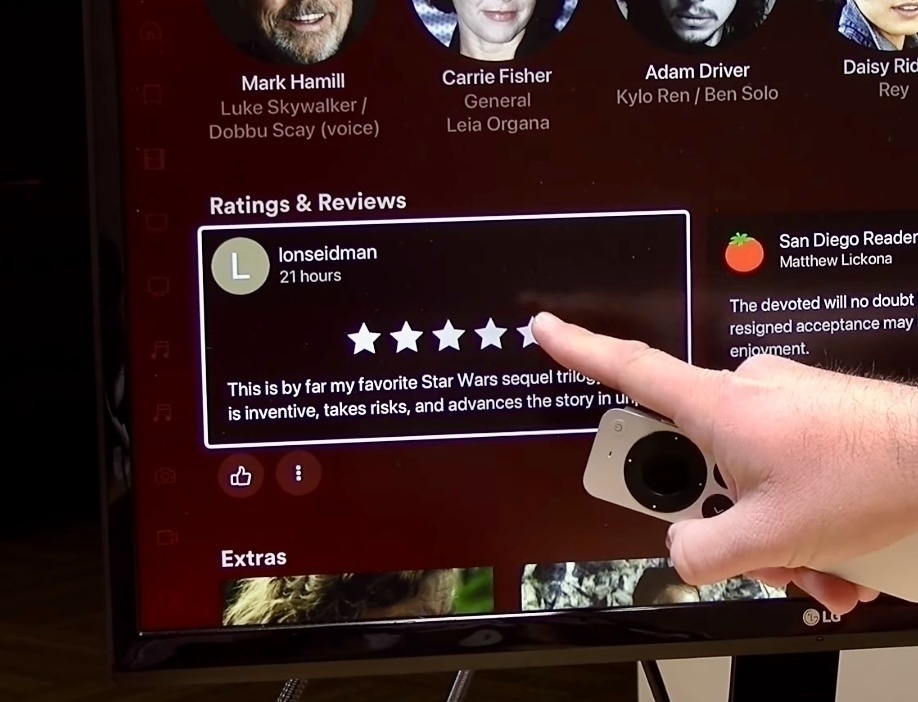 Mark Hamill
Luke Skywalker /
Dobbu Scay (voice)
Carrie Fisher
General
Leia Organa
Adam Driver
Kylo Ren / Ben Solo
Daisy
Rey
Ratings & Reviews
L
lonseidman
21 hours
This is by far my favorite Star Wars sequel
is inventive, takes risks, and advances the story in
San Diego Reader
Matthew Lickona
The devoted will no doubt
resigned acceptance may
enjoyment.
Extras
LG